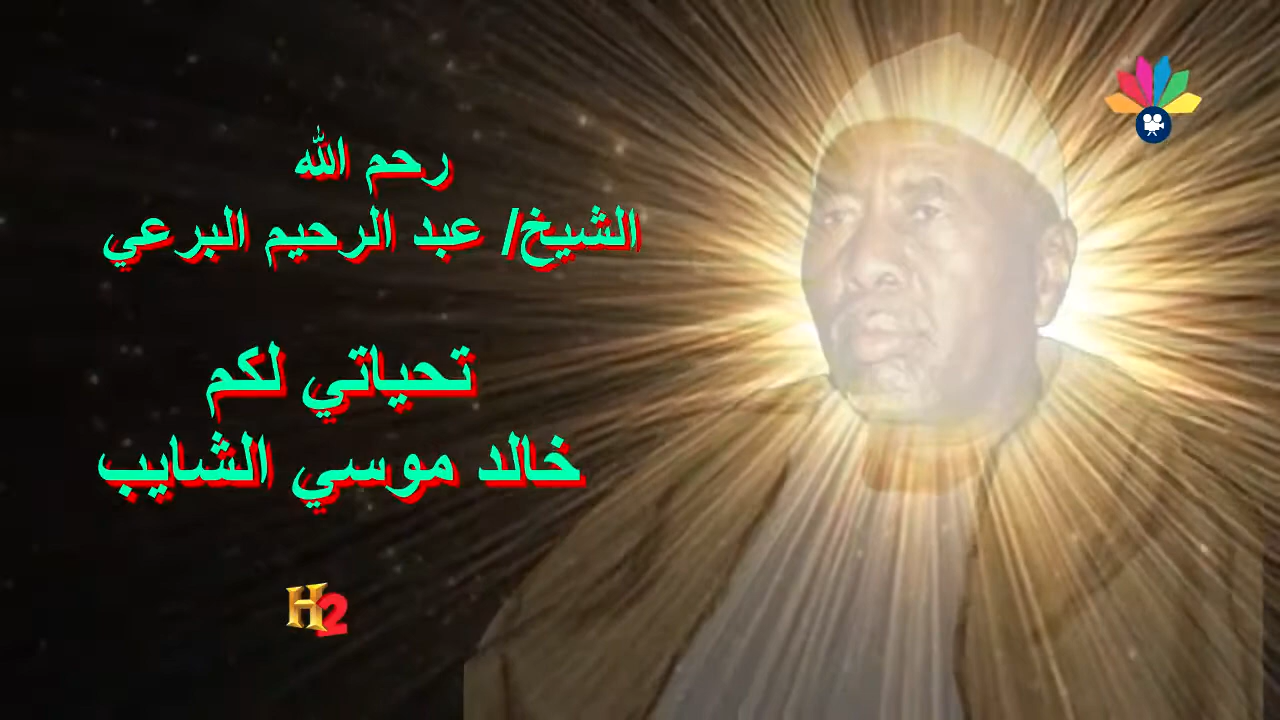 رحم الله
الشيخ/ عبد الرحيم البرعي
تحياتي لكم
خالد موسي الشايب
H2